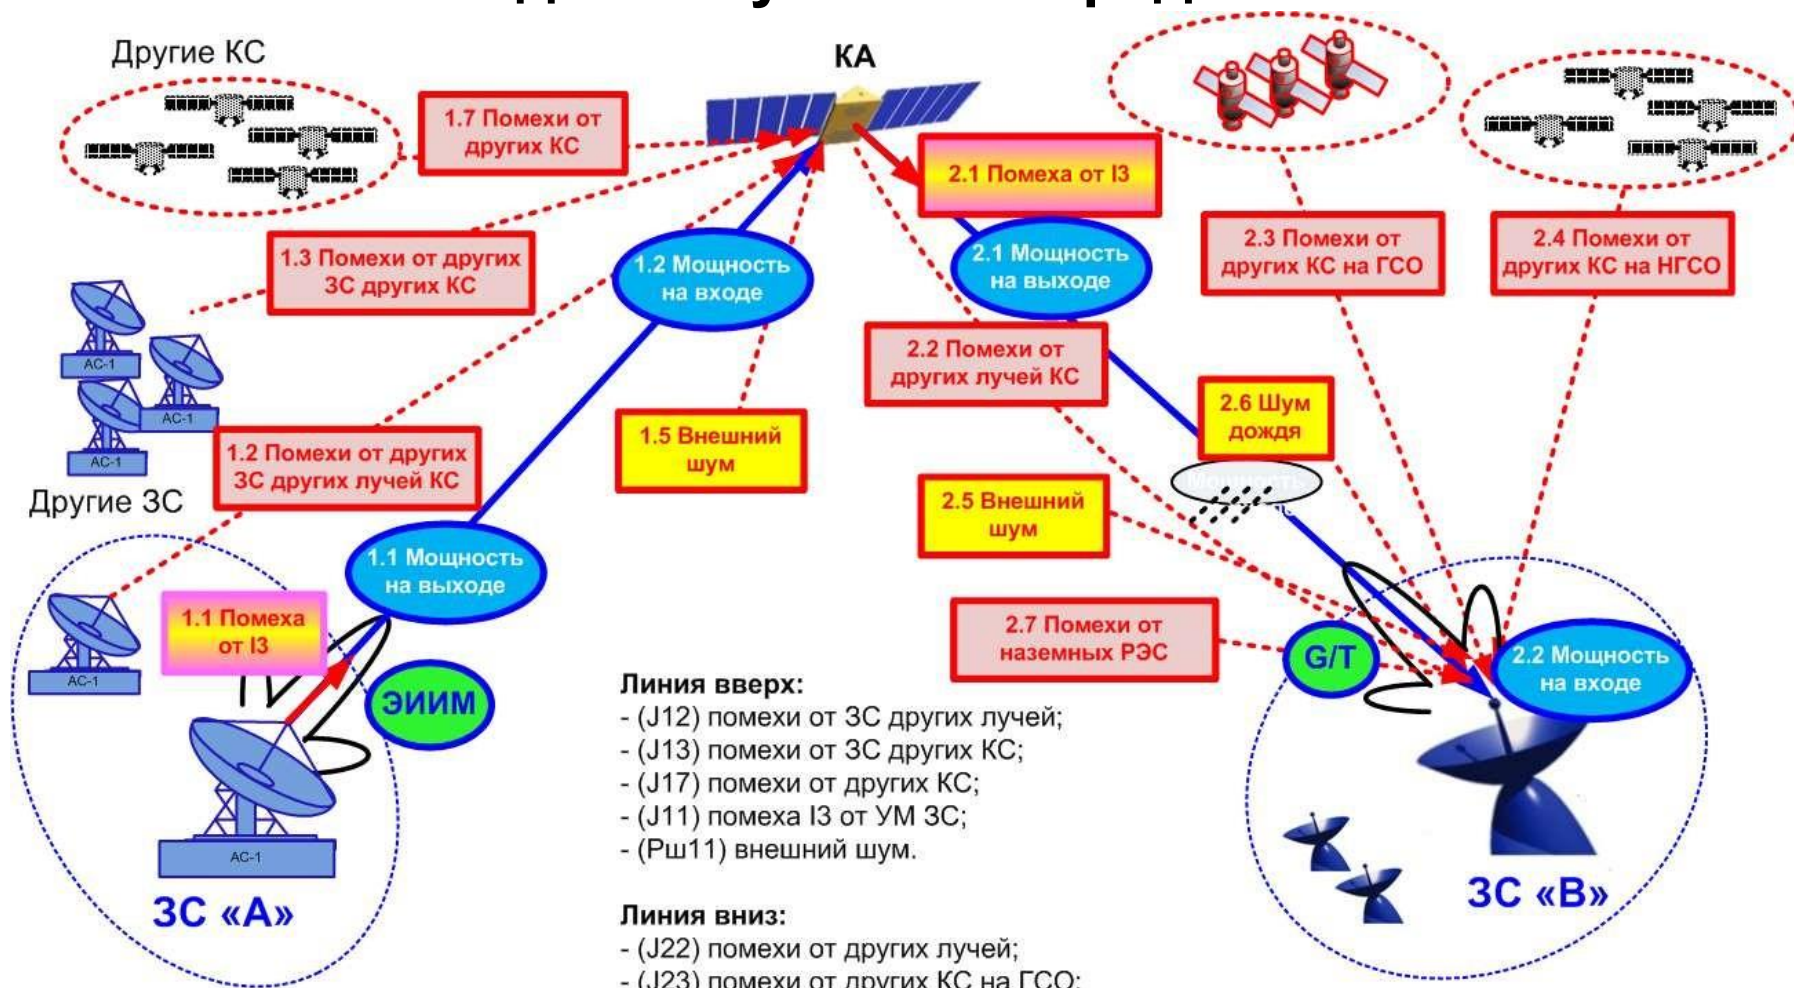 Другие КС
КА
1.7 Помехи от
других КС
2.1 Помеха от I3
1.3 Помехи от других
ЗС других КС
1.2 Мощность
на входе
2.1 Мощность
на выходе
2.3 Помехи от
других КС на ГСО
2.4 Помехи от
других КС на НГСО
АС-1
АС-1
АС-1
2.2 Помехи от
других лучей КС
1.5 Внешний
шум
2.6 Шум
дождя
Мощность
1.2 Помехи от других
ЗС других лучей КС
Другие ЗС
2.5 Внешний
шум
1.1 Мощность
на выходе
1.1 Помеха
от I3
2.7 Помехи от
наземных РЭС
G/T
2.2 Мощность
на входе
АС-1
ЭИИМ
АС-1
ЗС «А»
ЗС «В»
Линия вверх:
- (J12) помехи от ЗС других лучей;
- (J13) помехи от ЗС других КС;
- (J17) помехи от других КС;
- (J11) помеха I3 от УМ ЗС;
- (Рш11) внешний шум.
Линия вниз:
- (J22) помехи от других лучей;
- (J23) помехи от других КС на ГСО;